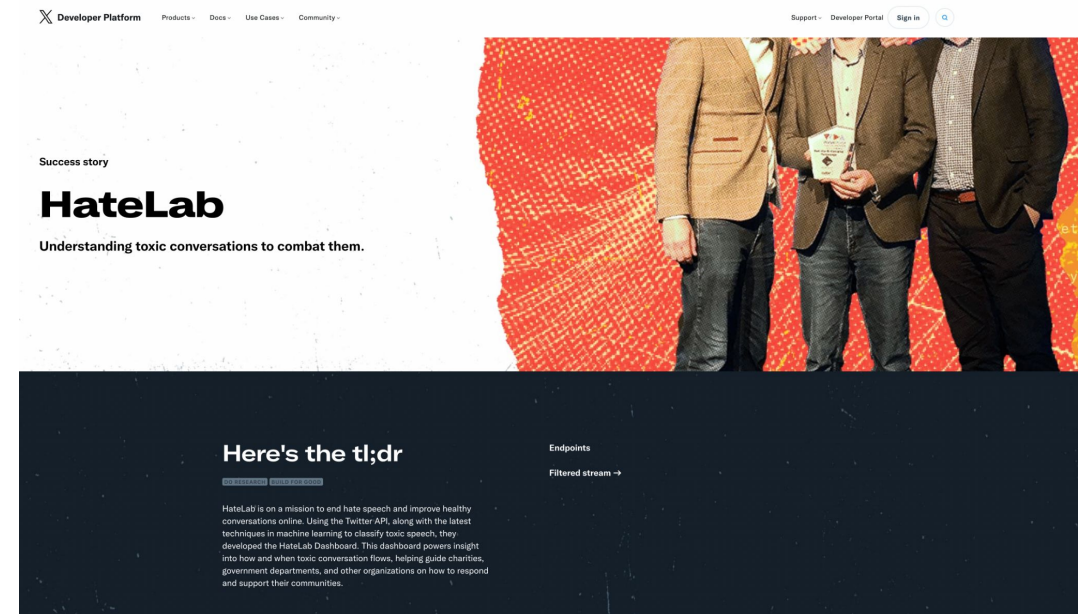 X Developer Platform
Products
Docs
Use Cases
Community
Support
Developer Portal
Sign in
Success story
HateLab
Understanding toxic conversations to combat them.
Here's the tl;dr
DO RESEARCH BUILD FOR GOOD
HateLab is on a mission to end hate speech and improve healthy
conversations online. Using the Twitter API, along with the latest
techniques in machine learning to classify toxic speech, they
developed the HateLab Dashboard. This dashboard powers insight
into how and when toxic conversation flows, helping guide charities,
government departments, and other organizations on how to respond
and support their communities.
Endpoints
Filtered stream →